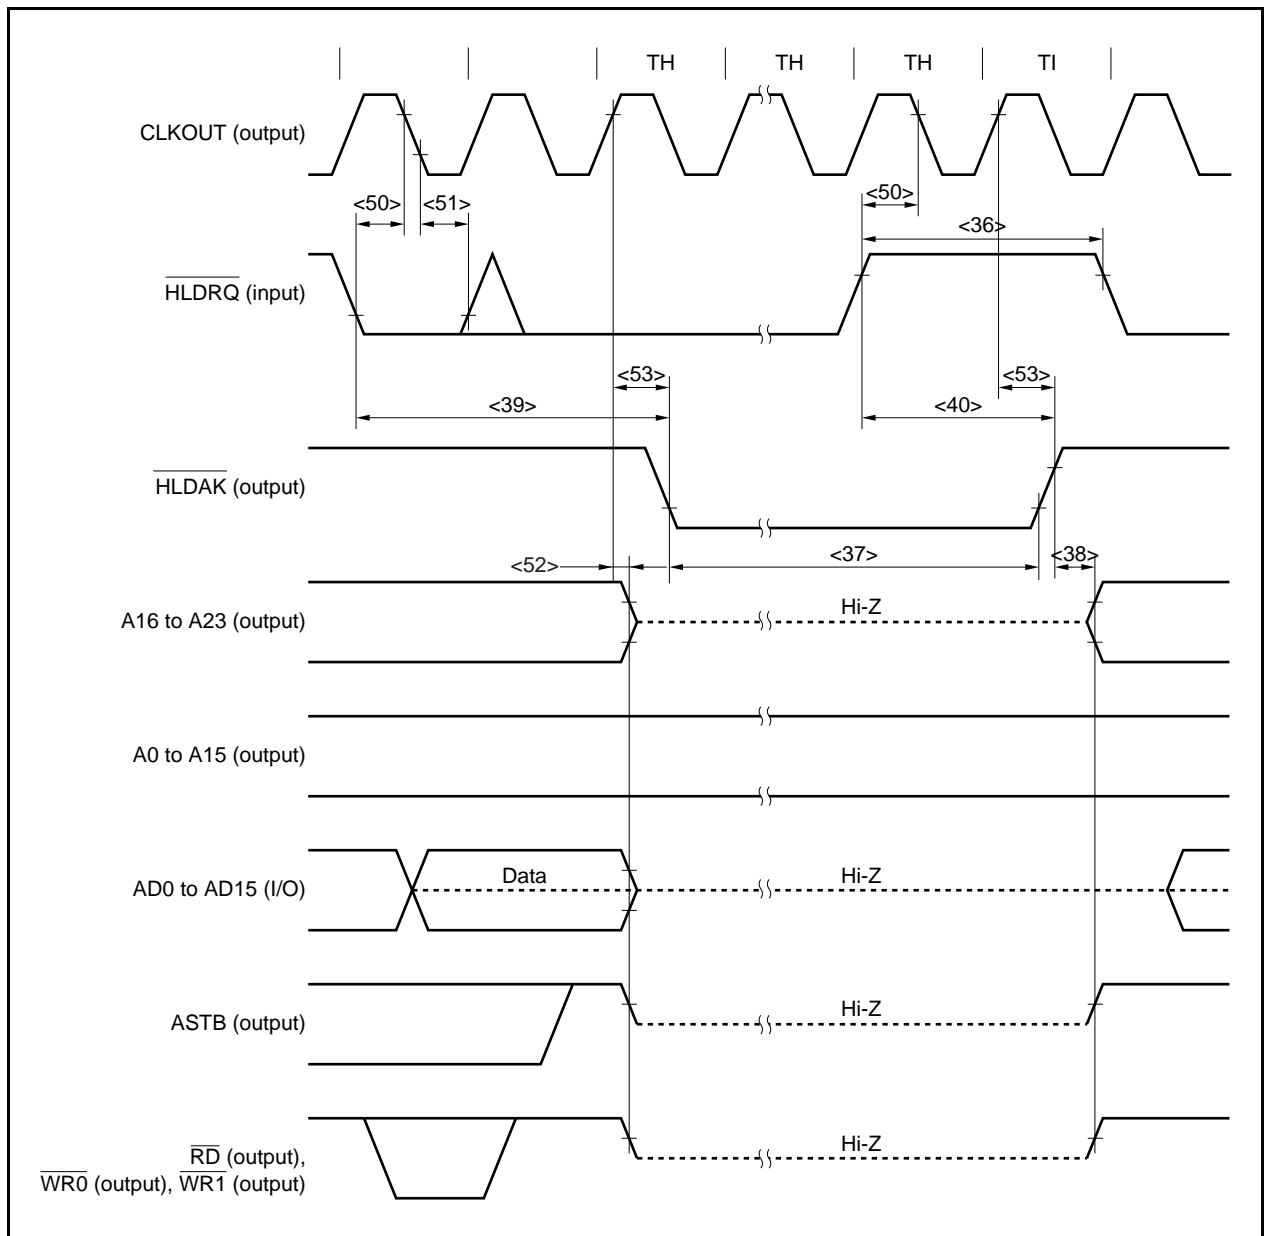 TH TH TH TI
CLKOUT (output)
<50> <51> <50>
<36>
HLDRQ (input)
<53> <53>
<39> <40>
HLDAK (output)
<52> <37> <38>
Hi-Z
A16 to A23 (output)
A0 to A15 (output)
Data Hi-Z
AD0 to AD15 (I/O)
Hi-Z
ASTB (output)
Hi-Z
RD (output),
WR0 (output), WR1 (output)